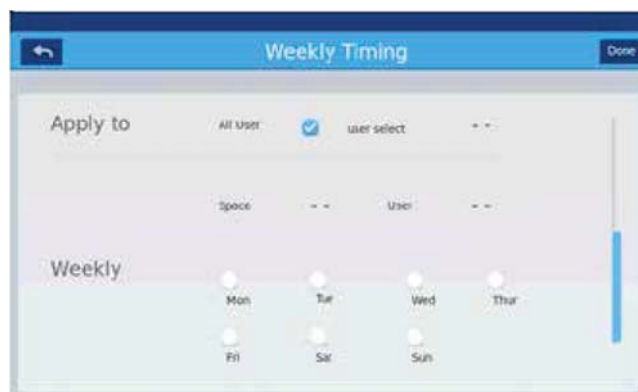 Weekly Timing Done
Apply to All User user select - -
Space - - User - -
Weekly
Mon Tue Wed Thur
Fri Sat Sun